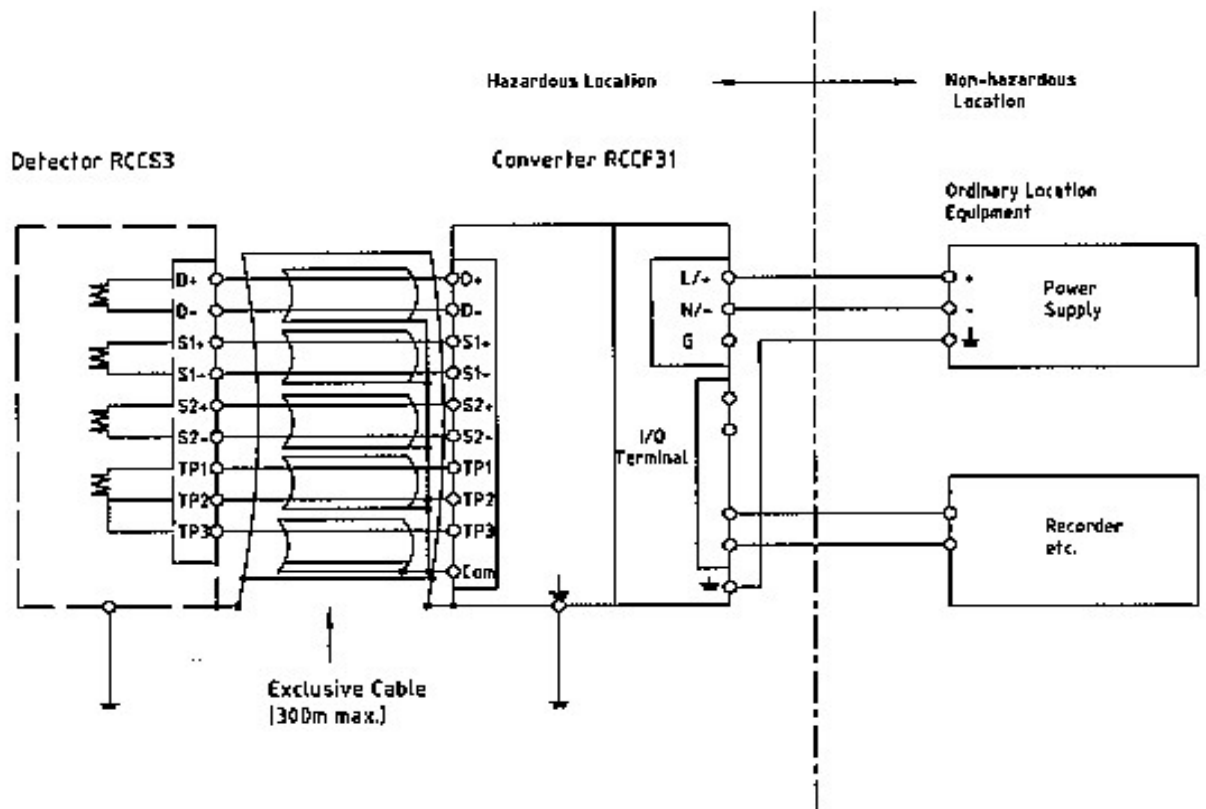 Hazardous Location
Non-hazardous
Location
Detector RCCS3
Converter RCCF31
Ordinary Location
Equipment
D+
D-
S1+
S1-
S2+
S2-
TP1
TP2
TP3
D+
D-
S1+
S1-
S2+
S2-
TP1
TP2
TP3
Com
L/+
N/-
G
I/O
Terminal
+
-
Power
Supply
Recorder
etc.
Exclusive Cable
(300m max.)